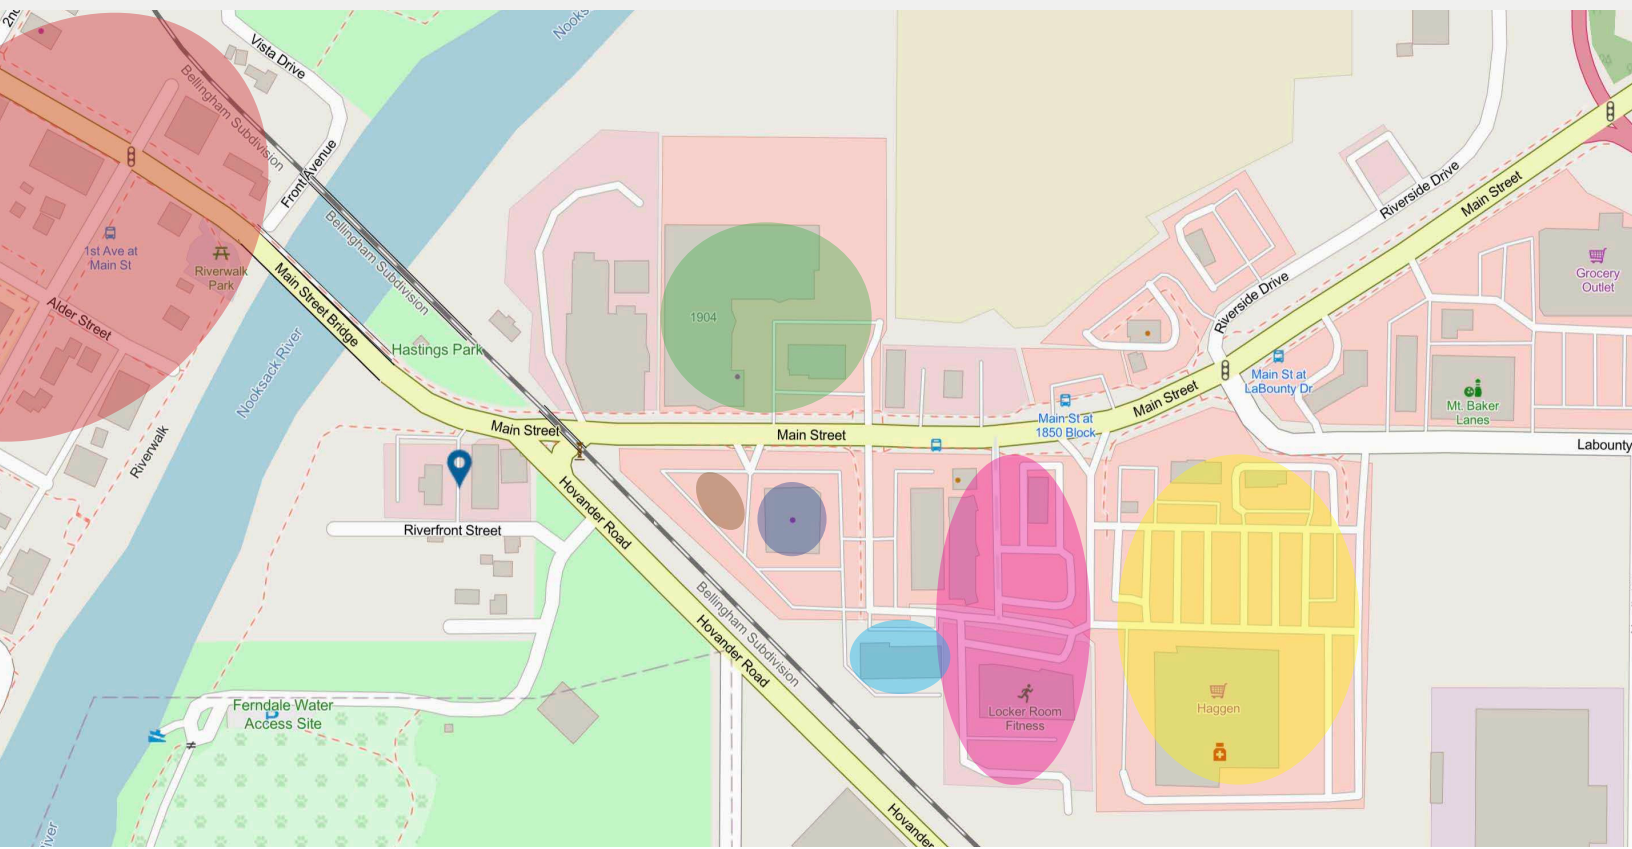 2n
Vista Drive
Nooks
Bellingham Subdivision
Front Avenue
1st Ave at
Main St
Riverwalk
Park
Alder Street
Main Street Bridge
Bellingham Subdivision
Hastings Park
Nooksack River
Riverwalk
1904
Main Street
Main Street
Main St at
1850 Block
Main Street
Riverside Drive
Riverside Drive
Main Street
Main St at
LaBounty Dr
Grocery
Outlet
Mt. Baker
Lanes
Labounty
Riverfront Street
Hovander Road
Bellingham Subdivision
Hovander Road
Hovander
Ferndale Water
Access Site
Locker Room
Fitness
Haggen
iver